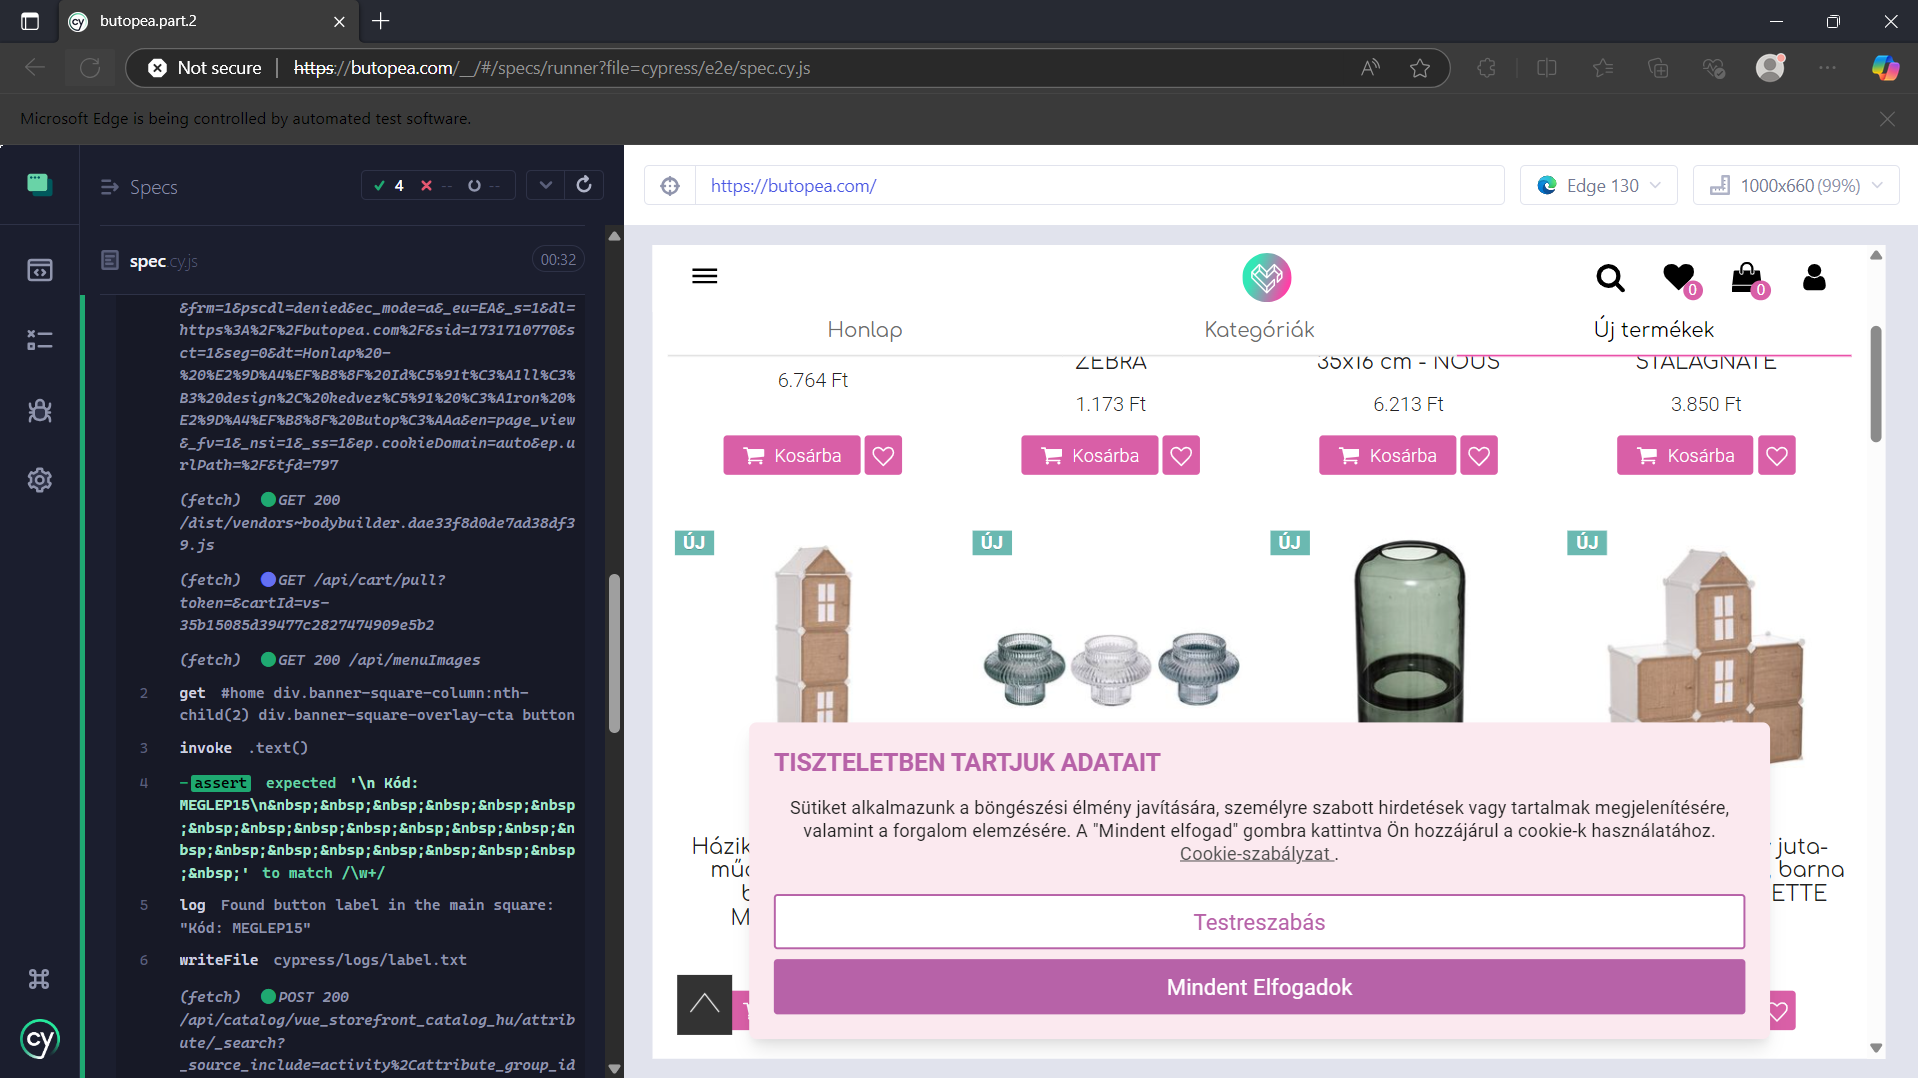 butopea.part.2
Not secure
https://butopea.com/__/#/specs/runner?file=cypress/e2e/spec.cy.js
Microsoft Edge is being controlled by automated test software.
Specs
4 -- --
spec.cy.js
00:32
&frm=1&pscdl=denied&ec_mode=a&_eu=EA&_s=1&dl=
https%3A%2F%2Fbutopea.com%2F&sid=1731710770&s
ct=1&seg=0&dt=Honlap%20-
%20%E2%9D%A4%EF%B8%8F%20Id%C5%91t%C3%A1ll%C3%
B3%20design%2C%20kedvez%C5%91%20%C3%A1ron%20%
E2%9D%A4%EF%B8%8F%20Butop%C3%AAa&en=page_view
&_fv=1&_nsi=1&_ss=1&ep.cookieDomain=auto&ep.u
rlPath=%2F&tfd=797
(fetch) GET 200
/dist/vendors~bodybuilder.dae33f8d0de7ad38df3
9.js
(fetch) GET /api/cart/pull?
token=&cartId=vs-
35b15085d39477c2827474909e5b2
(fetch) GET 200 /api/menuImages
2 get #home div.banner-square-column:nth-
child(2) div.banner-square-overlay-cta button
3 invoke .text()
4 -assert expected '\n Kód:
MEGLEP15\n&nbsp;&nbsp;&nbsp;&nbsp;&nbsp;&nbsp
;&nbsp;&nbsp;&nbsp;&nbsp;&nbsp;&nbsp;&nbsp;&n
bsp;&nbsp;&nbsp;&nbsp;&nbsp;&nbsp;&nbsp;&nbsp
;&nbsp;' to match /\w+/
5 log Found button label in the main square:
"Kód: MEGLEP15"
6 writeFile cypress/logs/label.txt
(fetch) POST 200
/api/catalog/vue_storefront_catalog_hu/attrib
ute/_search?
_source_include=activity%2Cattribute_group_id
cy
https://butopea.com/
Edge 130
1000x660 (99%)
0
0
Honlap
Kategóriák
Új termékek
ZEBRA
35x16 cm - NOUS
STALAGNATE
6.764 Ft
1.173 Ft
6.213 Ft
3.850 Ft
Kosárba
Kosárba
Kosárba
Kosárba
ÚJ
ÚJ
ÚJ
ÚJ
Házik
műa
b
M
juta-
barna
ETTE
TISZTELETBEN TARTJUK ADATAIT
Sütiket alkalmazunk a böngészési élmény javítására, személyre szabott hirdetések vagy tartalmak megjelenítésére,
valamint a forgalom elemzésére. A "Mindent elfogad" gombra kattintva Ön hozzájárul a cookie-k használatához.
Cookie-szabályzat .
Testreszabás
Mindent Elfogadok